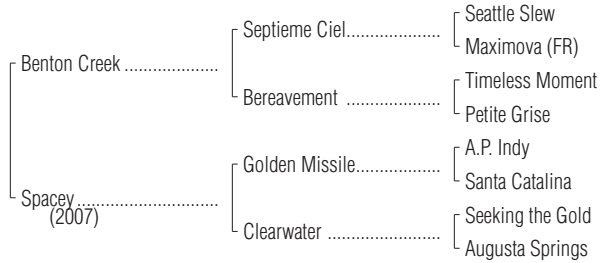 Seattle Slew
Septieme Ciel....................
Maximova (FR)
Benton Creek ....................
Timeless Moment
Bereavement ....................
Petite Grise
A.P. Indy
Golden Missile..................
Santa Catalina
Spacey..............................
(2007)
Seeking the Gold
Clearwater ........................
Augusta Springs